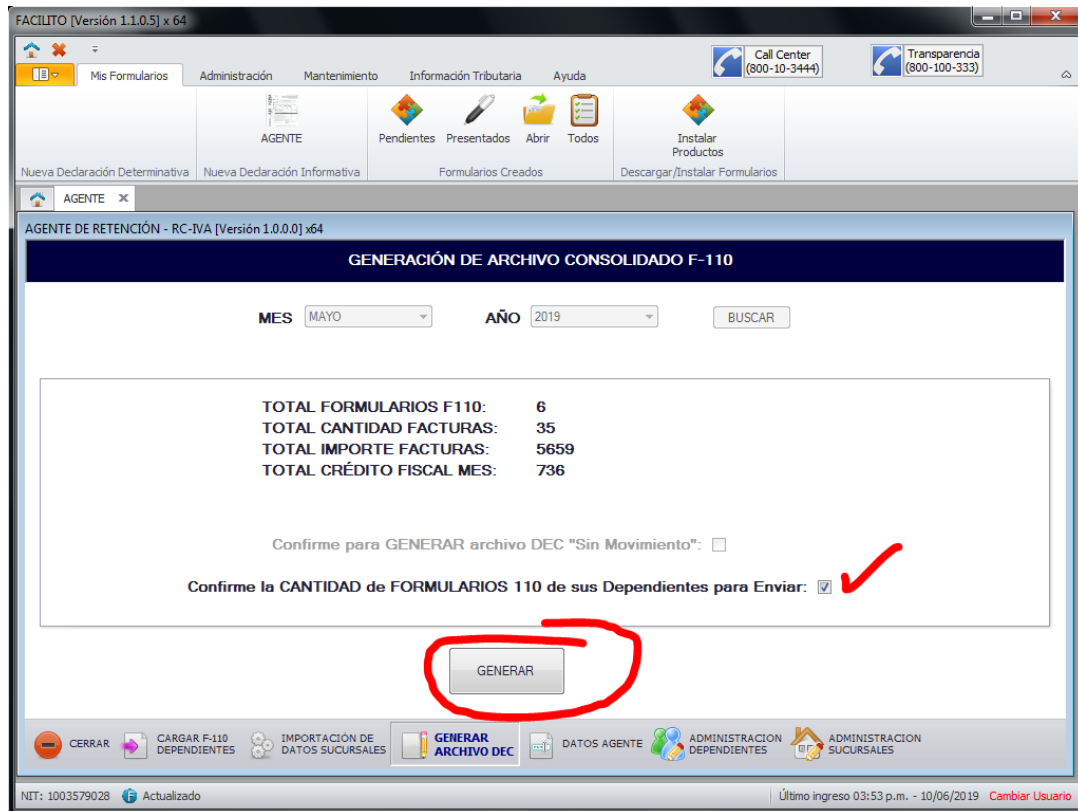 FACILITO [Versión 1.1.0.5] x 64
Call Center
(800-10-3444)
Transparencia
(800-100-333)
Mis Formularios
Administración
Mantenimiento
Información Tributaria
Ayuda
AGENTE
Pendientes
Presentados
Abrir
Todos
Instalar
Productos
Nueva Declaración Determinativa
Nueva Declaración Informativa
Formularios Creados
Descargar/Instalar Formularios
AGENTE
AGENTE DE RETENCIÓN - RC-IVA [Versión 1.0.0.0] x64
GENERACIÓN DE ARCHIVO CONSOLIDADO F-110
MES MAYO AÑO 2019 BUSCAR
TOTAL FORMULARIOS F110: 6
TOTAL CANTIDAD FACTURAS: 35
TOTAL IMPORTE FACTURAS: 5659
TOTAL CRÉDITO FISCAL MES: 736
Confirme para GENERAR archivo DEC "Sin Movimiento":
Confirme la CANTIDAD de FORMULARIOS 110 de sus Dependientes para Enviar:
GENERAR
CERRAR
CARGAR F-110
DEPENDIENTES
IMPORTACIÓN DE
DATOS SUCURSALES
GENERAR
ARCHIVO DEC
DATOS AGENTE
ADMINISTRACION
DEPENDIENTES
ADMINISTRACION
SUCURSALES
NIT: 1003579028 Actualizado
Último ingreso 03:53 p.m. - 10/06/2019 Cambiar Usuario